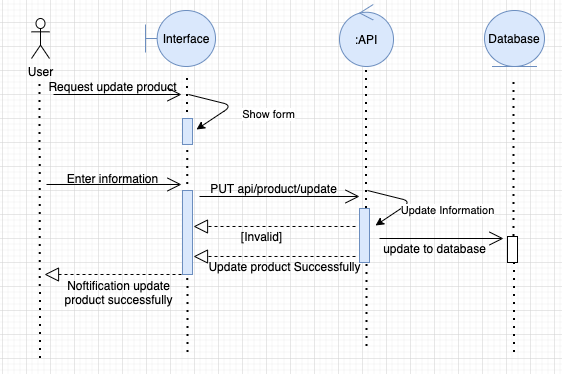 Interface
:API
Database
User
Request update product
Show form
Enter information
PUT api/product/update
Update Information
[Invalid]
update to database
Update product Successfully
Noftification update
product successfully